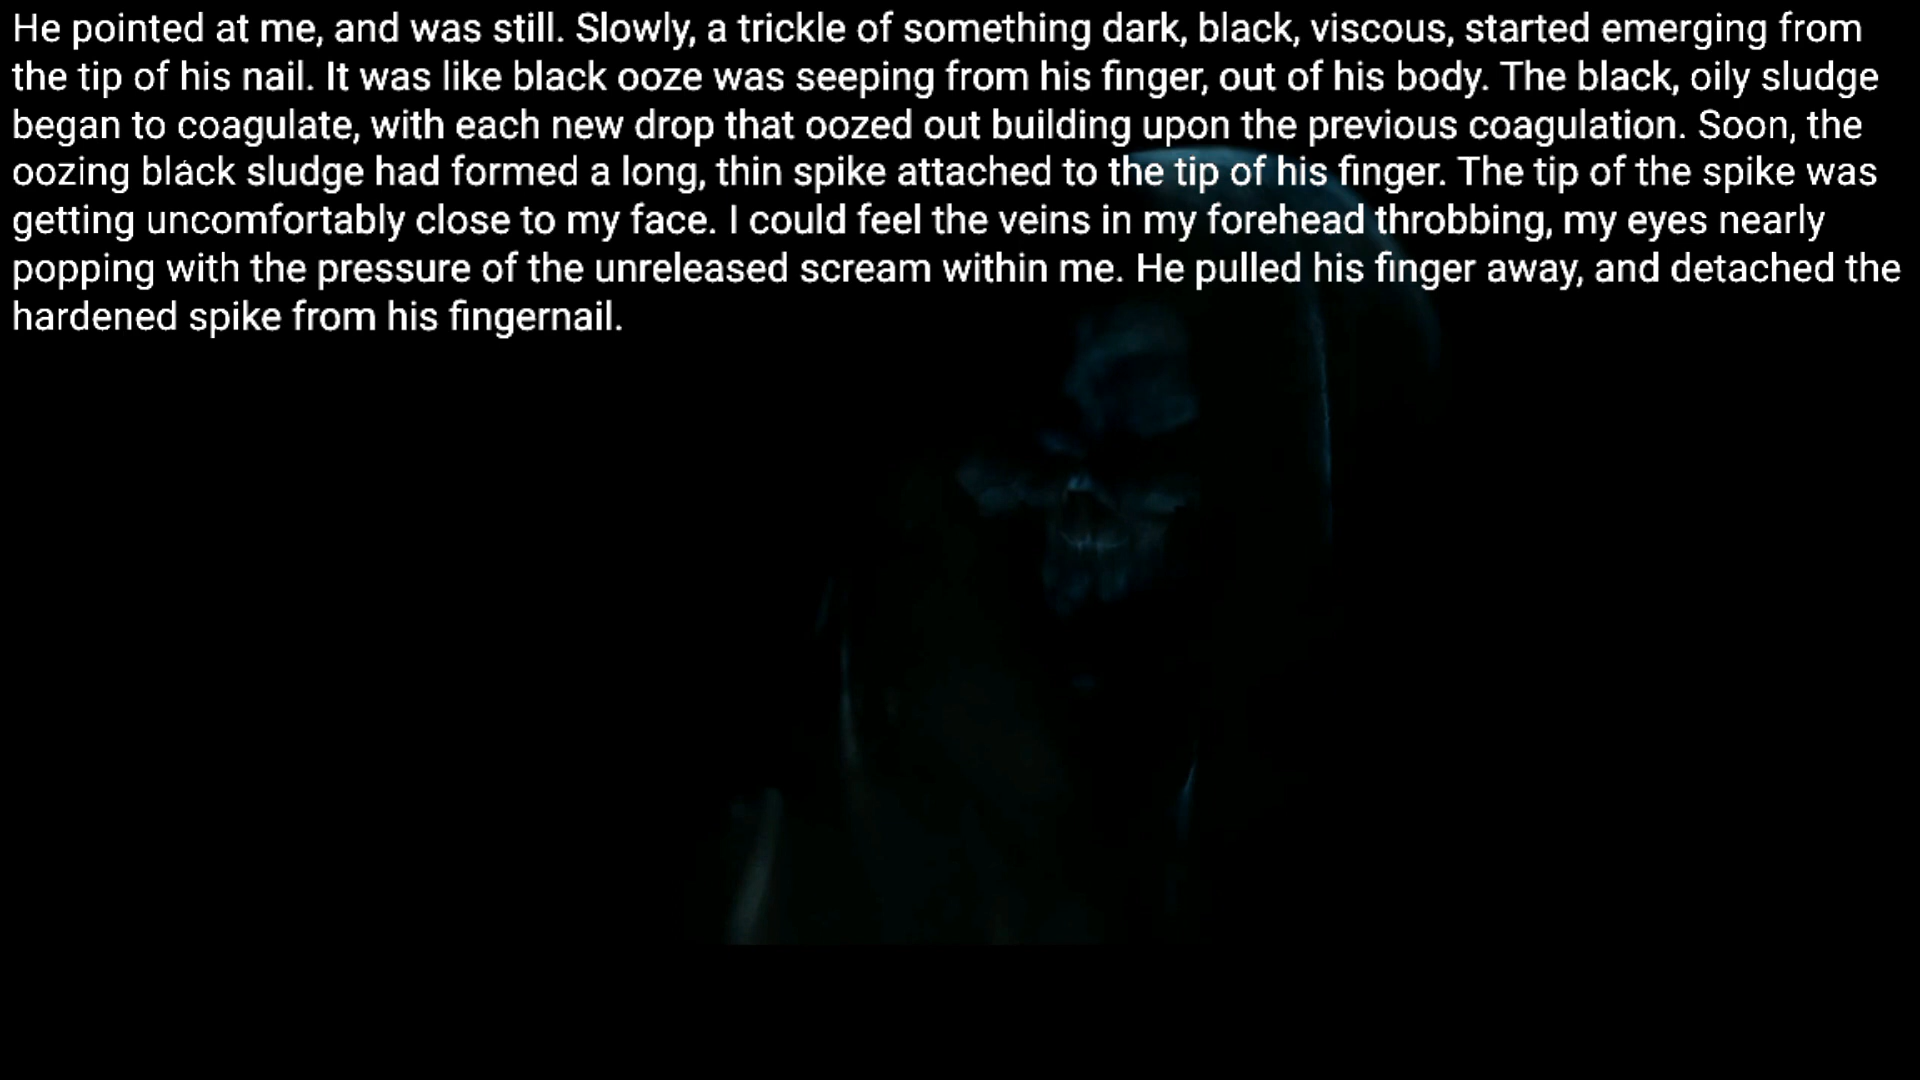 He pointed at me, and was still. Slowly, a trickle of something dark, black, viscous, started emerging from
the tip of his nail. It was like black ooze was seeping from his finger, out of his body. The black, oily sludge
began to coagulate, with each new drop that oozed out building upon the previous coagulation. Soon, the
oozing black sludge had formed a long, thin spike attached to the tip of his finger. The tip of the spike was
getting uncomfortably close to my face. I could feel the veins in my forehead throbbing, my eyes nearly
popping with the pressure of the unreleased scream within me. He pulled his finger away, and detached the
hardened spike from his fingernail.